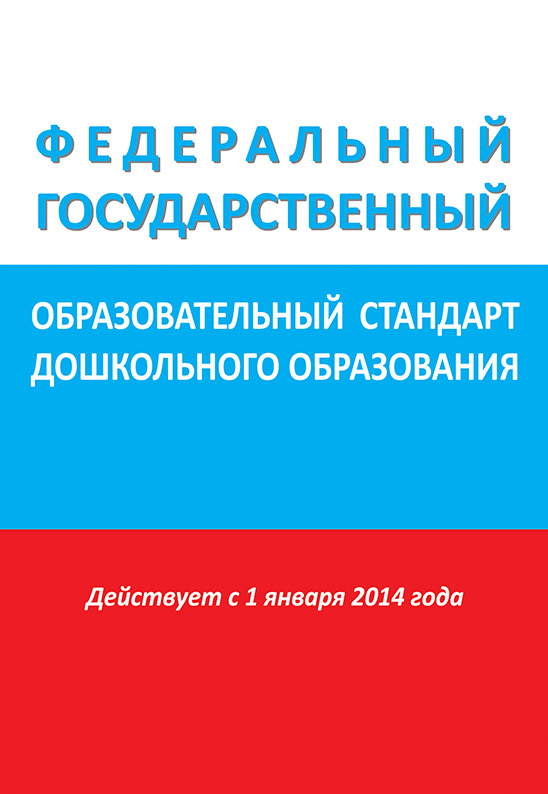 ФЕДЕРАЛЬНЫЙ
ГОСУДАРСТВЕННЫЙ
ОБРАЗОВАТЕЛЬНЫЙ СТАНДАРТ
ДОШКОЛЬНОГО ОБРАЗОВАНИЯ
Действует с 1 января 2014 года